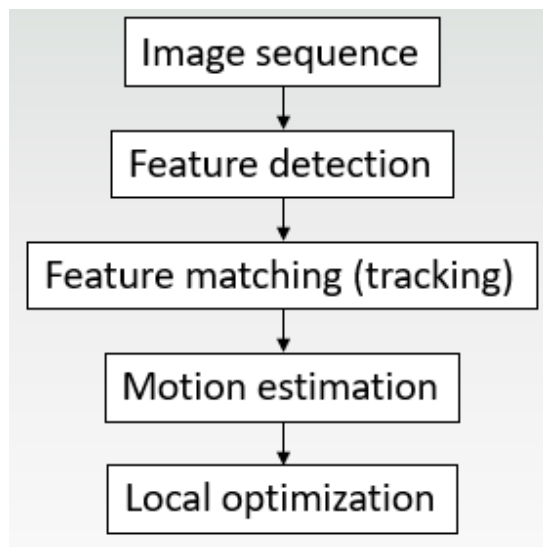 Image sequence
Feature detection
Feature matching (tracking)
Motion estimation
Local optimization